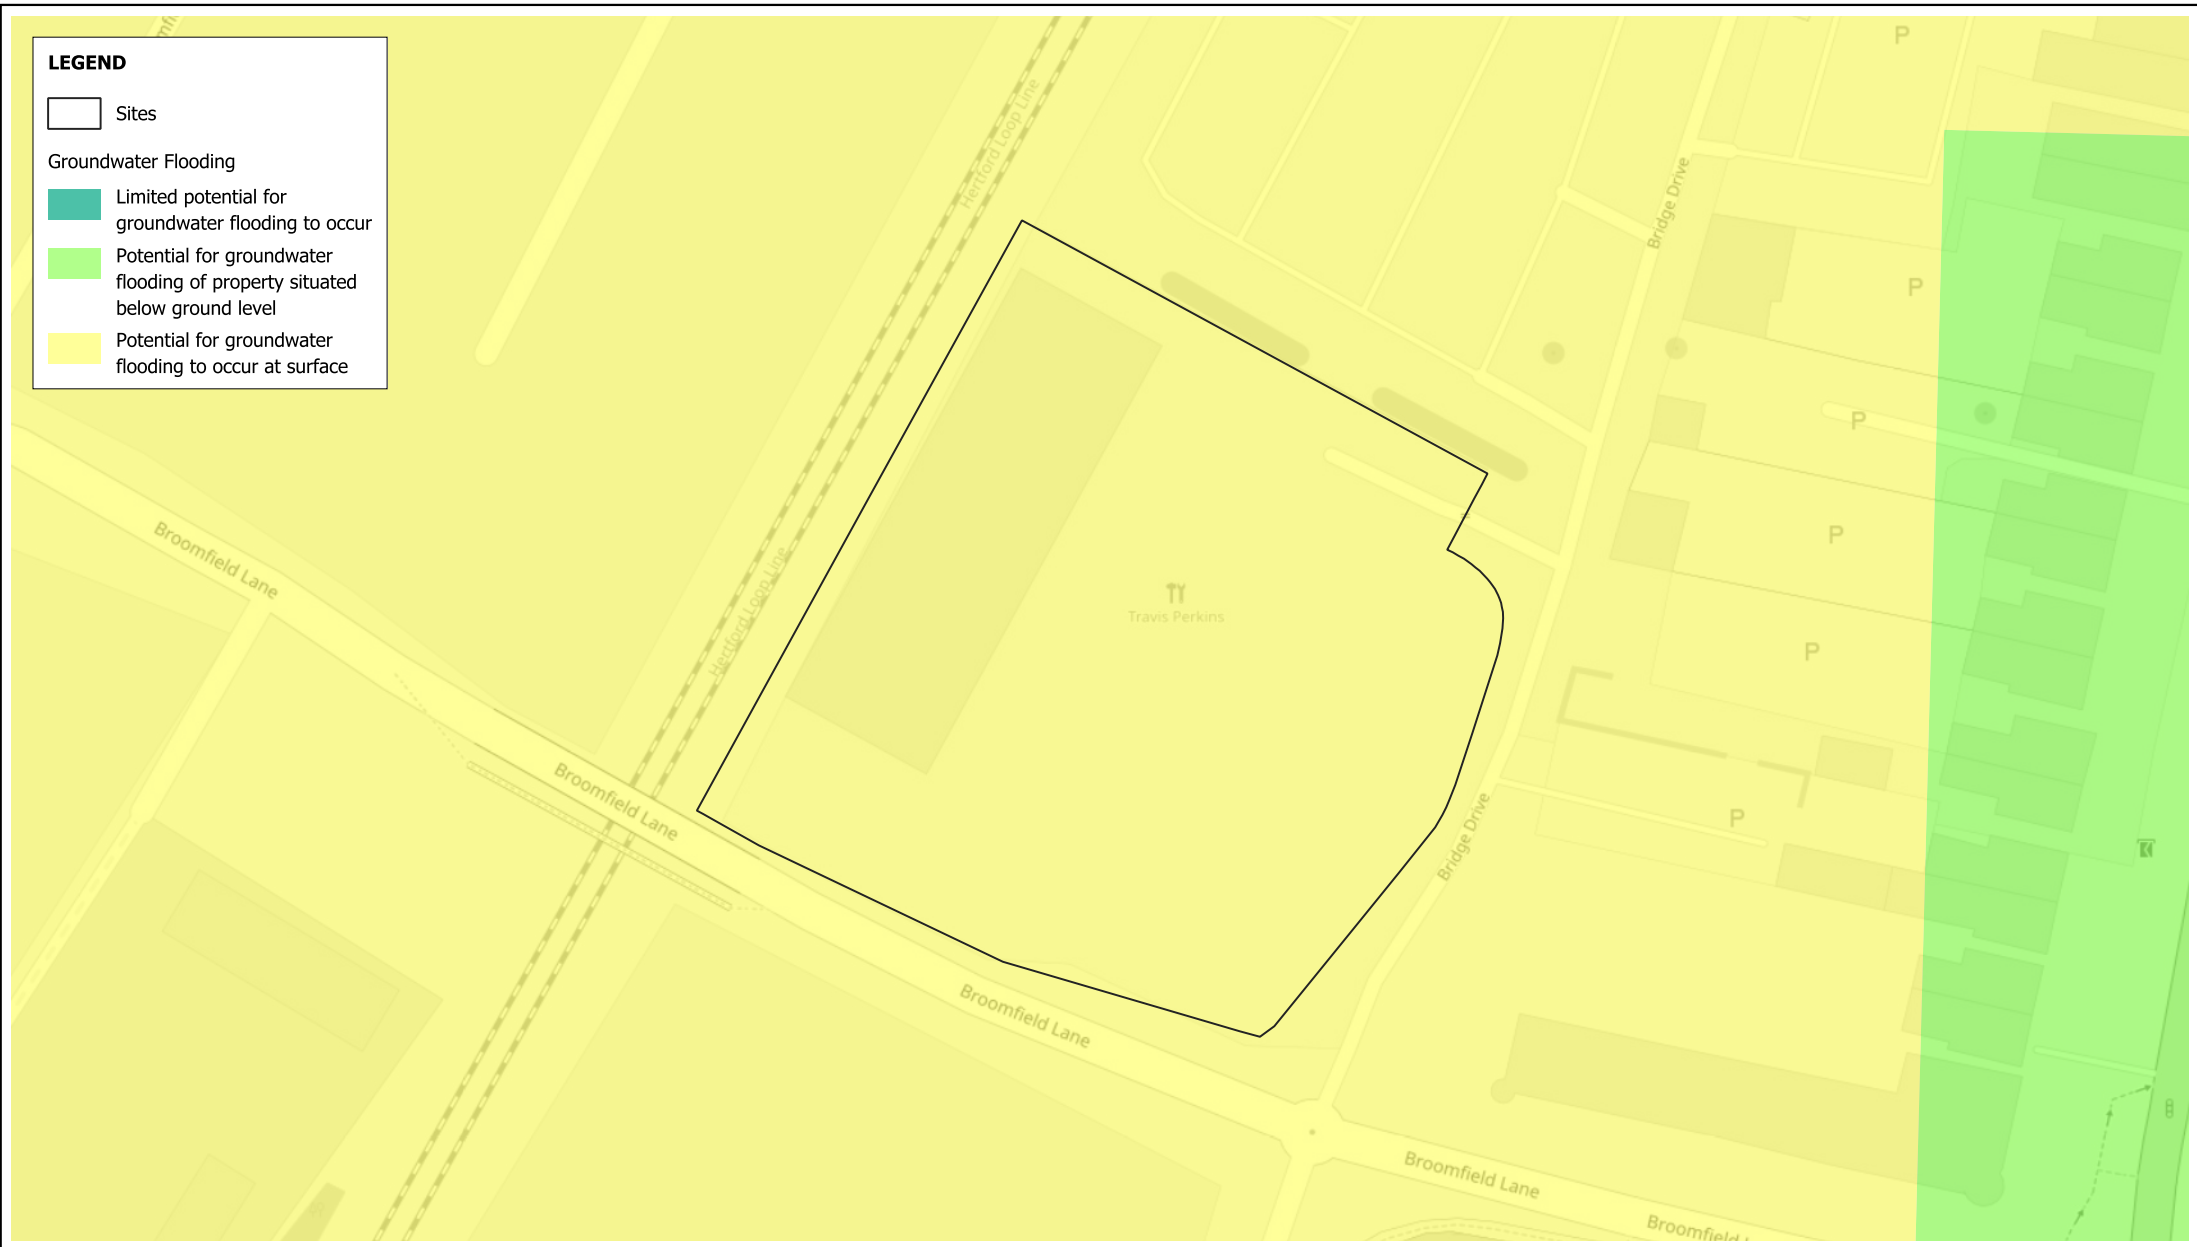 LEGEND
Sites
Groundwater Flooding
Limited potential for
groundwater flooding to occur
Potential for groundwater
flooding of property situated
below ground level
Potential for groundwater
flooding to occur at surface
Hertford Loop Line
Bridge Drive
P
P
P
P
P
P
Broomfield Lane
Hertford Loop Line
Travis Perkins
Broomfield Lane
Bridge Drive
Broomfield Lane
Broomfield Lane